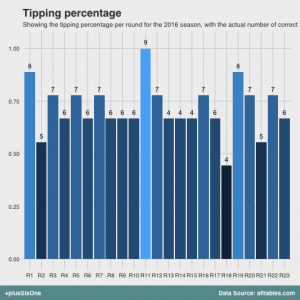 Tipping percentage
Showing the tipping percentage per round for the 2016 season, with the actual number of correct
1.00
0.75
0.50
0.25
0.00
8 5 7 6 7 6 7 6 6 6 9 7 6 6 6 7 6 4 8 7 5 7 6
R1 R2 R3 R4 R5 R6 R7 R8 R9 R10 R11 R12 R13 R14 R15 R16 R17 R18 R19 R20 R21 R22 R23
+plusSixOne
Data Source: afltables.com